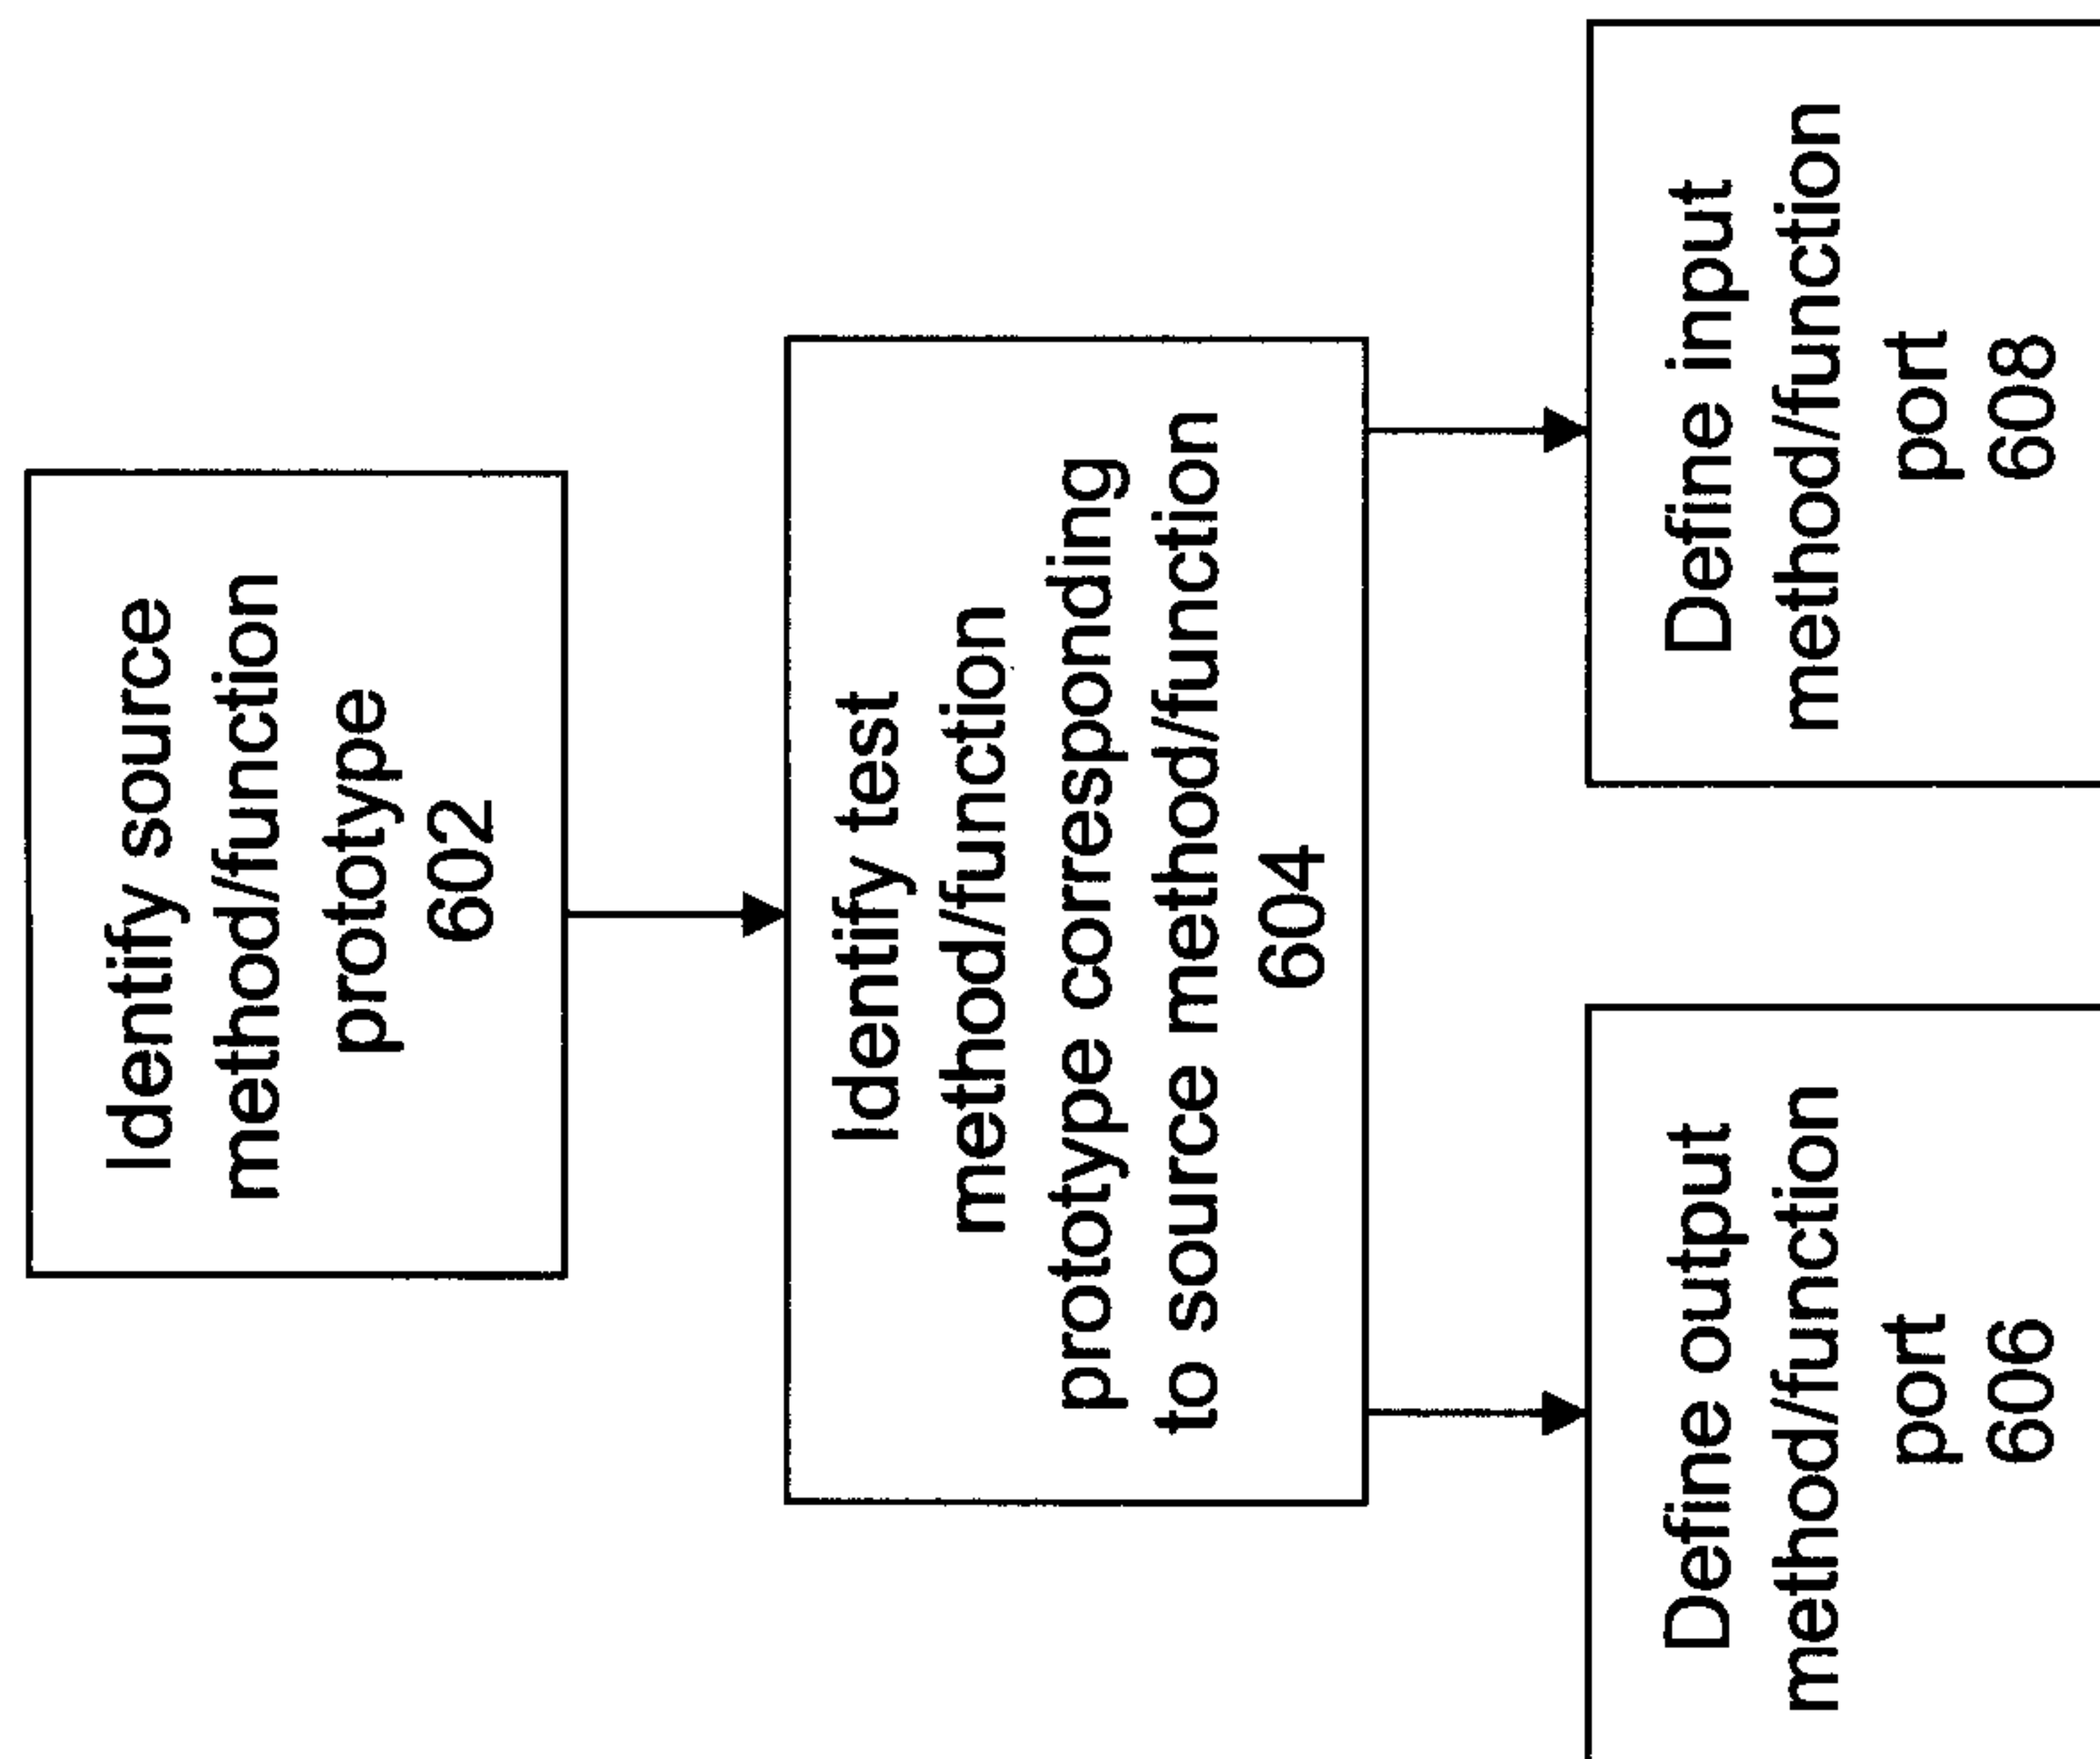 Identify source
method/function
prototype
602
Identify test
method/function
prototype corresponding
to source method/function
604
Define output
method/function
port
606
Define input
method/function
port
608